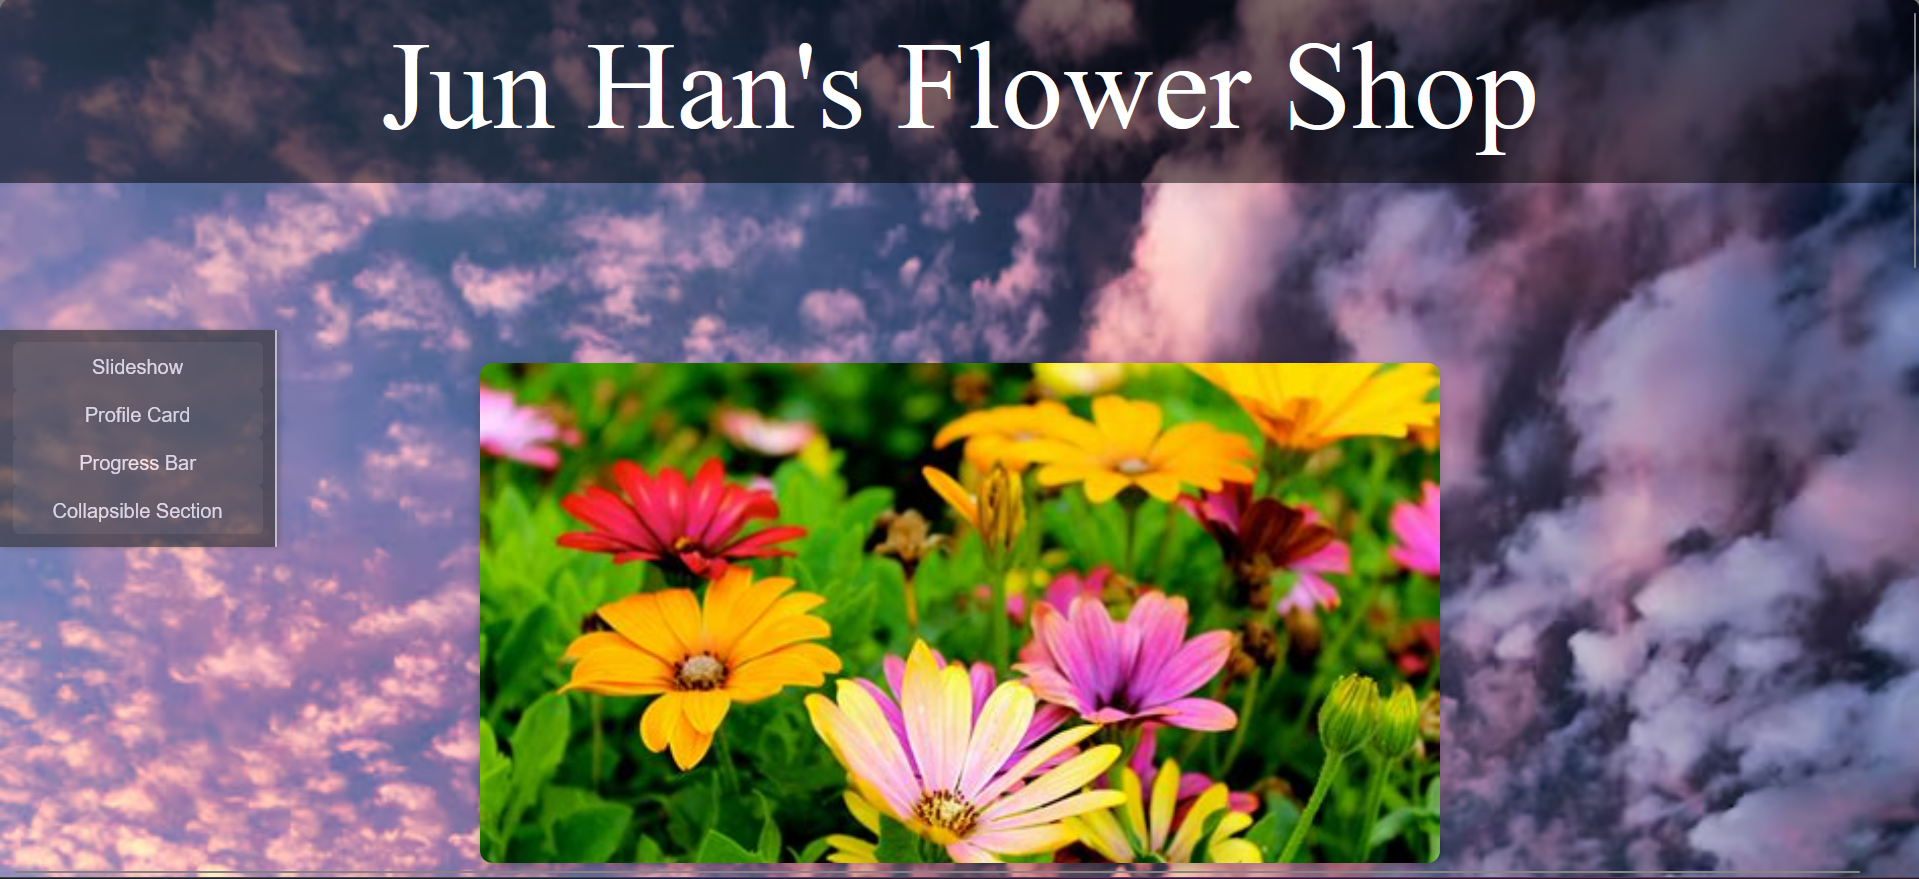 Jun Han's Flower Shop
Slideshow
Profile Card
Progress Bar
Collapsible Section